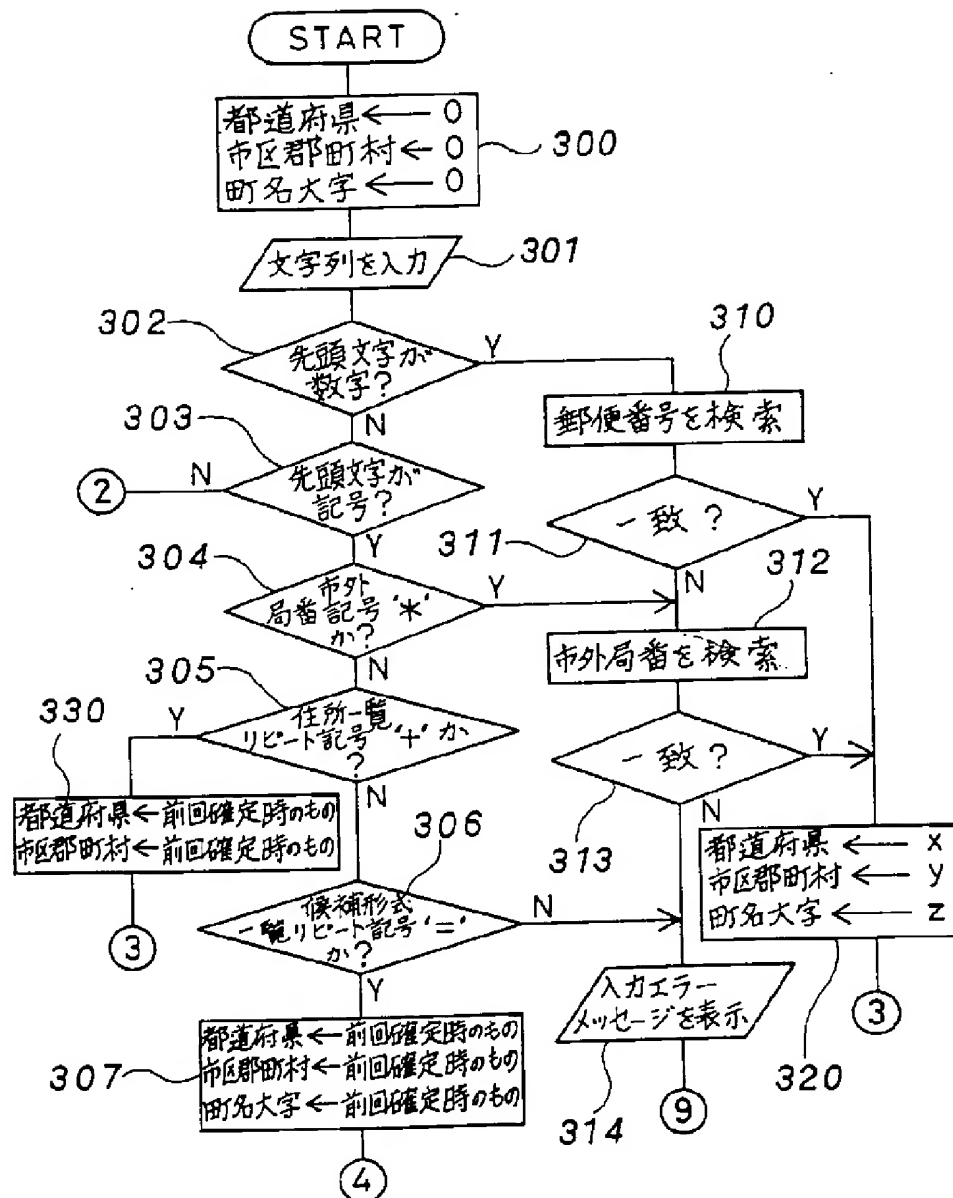 START
都道府県←0
市区郡町村←0
町名大字←0
300
文字列を入力
301
302
先頭文字が
数字?
Y
N
310
郵便番号を検索
303
先頭文字が
記号?
N
②
Y
一致?
311
Y
N
304
市外
局番記号'*'
か?
Y
N
312
市外局番を検索
305
住所一覧
リピート記号'+'か
?
Y
N
330
都道府県←前回確定時のもの
市区郡町村←前回確定時のもの
③
一致?
313
Y
N
306
候補形式
一覧リピート記号'='
か?
N
Y
都道府県←x
市区郡町村←y
町名大字←z
320
③
入力エラー
メッセージを表示
314
⑨
307
都道府県←前回確定時のもの
市区郡町村←前回確定時のもの
町名大字←前回確定時のもの
④